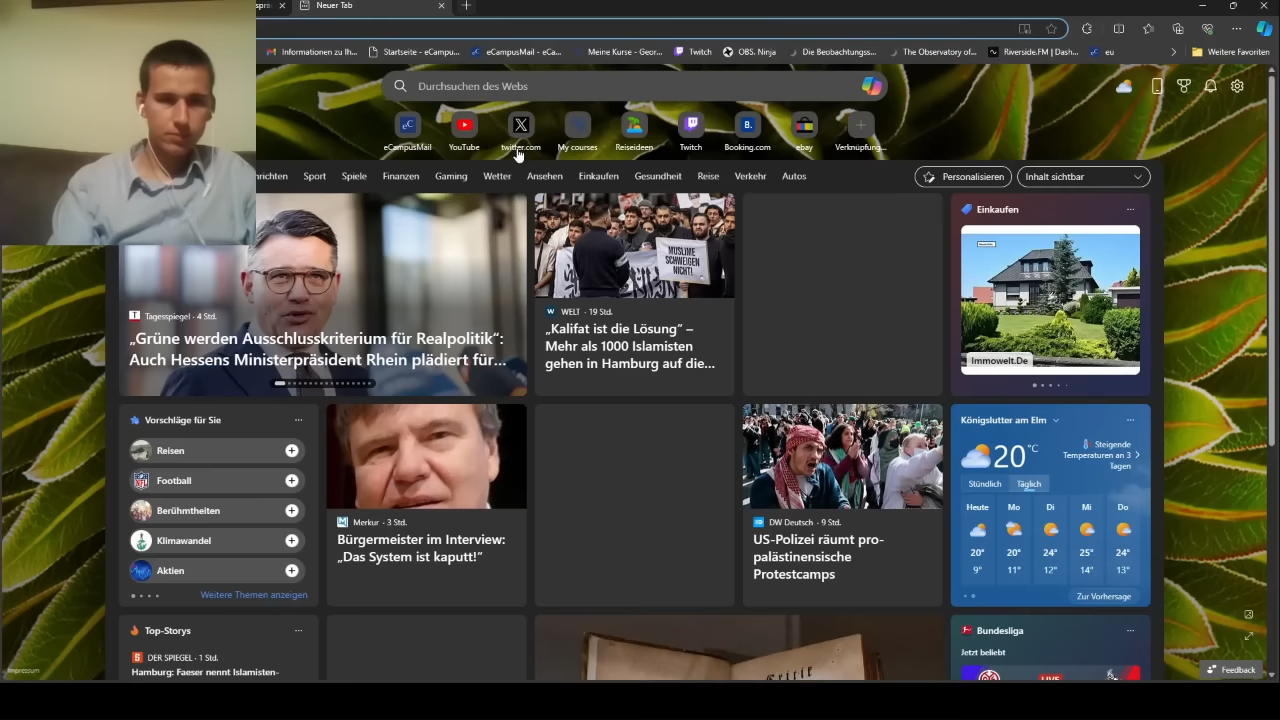 Neuer Tab
Informationen zu Ih...
Startseite - eCampu...
eCampusMail - eCa...
Meine Kurse - Geor...
Twitch
OBS. Ninja
Die Beobachtungss...
The Observatory of...
Riverside.FM | Dash...
eu
Weitere Favoriten
Durchsuchen des Webs
eC
B.
eCampusMail
YouTube
twitter.com
My courses
Reiseideen
Twitch
Booking.com
ebay
Verknüpfung...
hrichten
Sport
Spiele
Finanzen
Gaming
Wetter
Ansehen
Einkaufen
Gesundheit
Reise
Verkehr
Autos
Personalisieren
Inhalt sichtbar
Tagesspiegel · 4 Std.
„Grüne werden Ausschlusskriterium für Realpolitik“:
Auch Hessens Ministerpräsident Rhein plädiert für...
MUSLIME
SCHWEIGEN
NICHT!
WELT · 19 Std.
„Kalifat ist die Lösung“ –
Mehr als 1000 Islamisten
gehen in Hamburg auf die...
Einkaufen
Immowelt.De
Vorschläge für Sie
Reisen
Football
Berühmtheiten
Klimawandel
Aktien
Weitere Themen anzeigen
Merkur · 3 Std.
Bürgermeister im Interview:
„Das System ist kaputt!“
DW Deutsch · 9 Std.
US-Polizei räumt pro-
palästinensische
Protestcamps
Königslutter am Elm
20 °C
Steigende
Temperaturen an 3
Tagen
Stündlich
Täglich
Heute Mo Di Mi Do
20° 20° 24° 25° 24°
9° 11° 12° 14° 13°
Zur Vorhersage
Top-Storys
DER SPIEGEL · 1 Std.
Hamburg: Faeser nennt Islamisten-
Bundesliga
Jetzt beliebt
LIVE
Impressum
Feedback